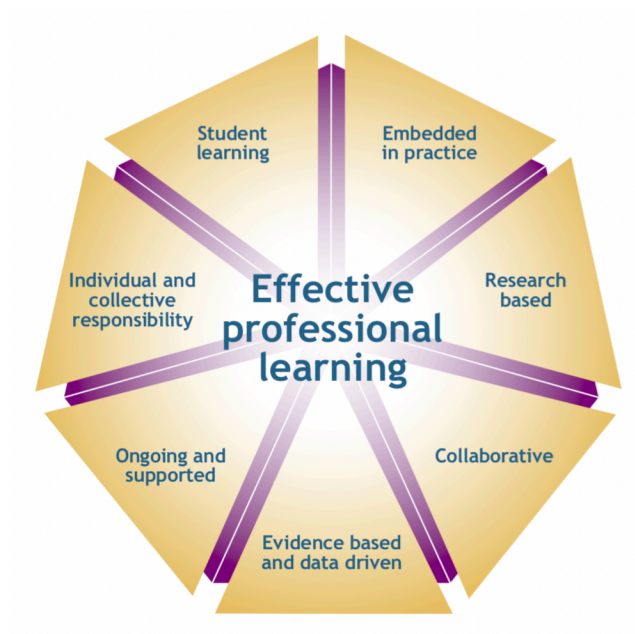 Student
learning
Embedded
in practice
Individual and
collective
responsibility
Effective
professional
learning
Research
based
Ongoing and
supported
Collaborative
Evidence based
and data driven